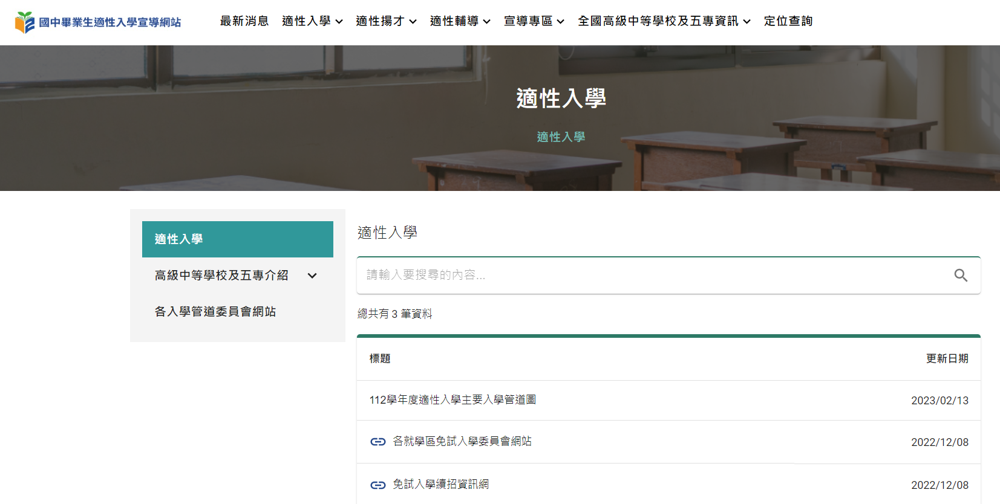 國中畢業生適性入學宣導網站
最新消息 適性入學 適性揚才 適性輔導 宣導專區 全國高級中等學校及五專資訊 定位查詢
適性入學
適性入學
適性入學
高級中等學校及五專介紹
各入學管道委員會網站
適性入學
請輸入要搜尋的內容...
總共有 3 筆資料
標題 更新日期
112學年度適性入學主要入學管道圖 2023/02/13
各就學區免試入學委員會網站 2022/12/08
免試入學續招資訊網 2022/12/08